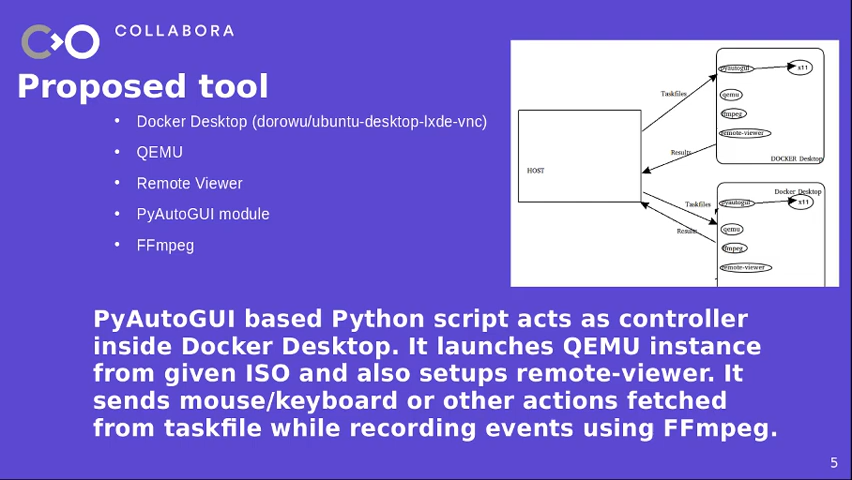 COLLABORA
Proposed tool
• Docker Desktop (dorowu/ubuntu-desktop-lxde-vnc)
• QEMU
• Remote Viewer
• PyAutoGUI module
• FFmpeg
pyautogui
x11
Taskfiles
qemu
ffmpeg
remote-viewer
Results
DOCKER Desktop
HOST
Docker Desktop
pyautogui
x11
Taskfiles
qemu
Results
ffmpeg
remote-viewer
PyAutoGUI based Python script acts as controller
inside Docker Desktop. It launches QEMU instance
from given ISO and also setups remote-viewer. It
sends mouse/keyboard or other actions fetched
from taskfile while recording events using FFmpeg.
5